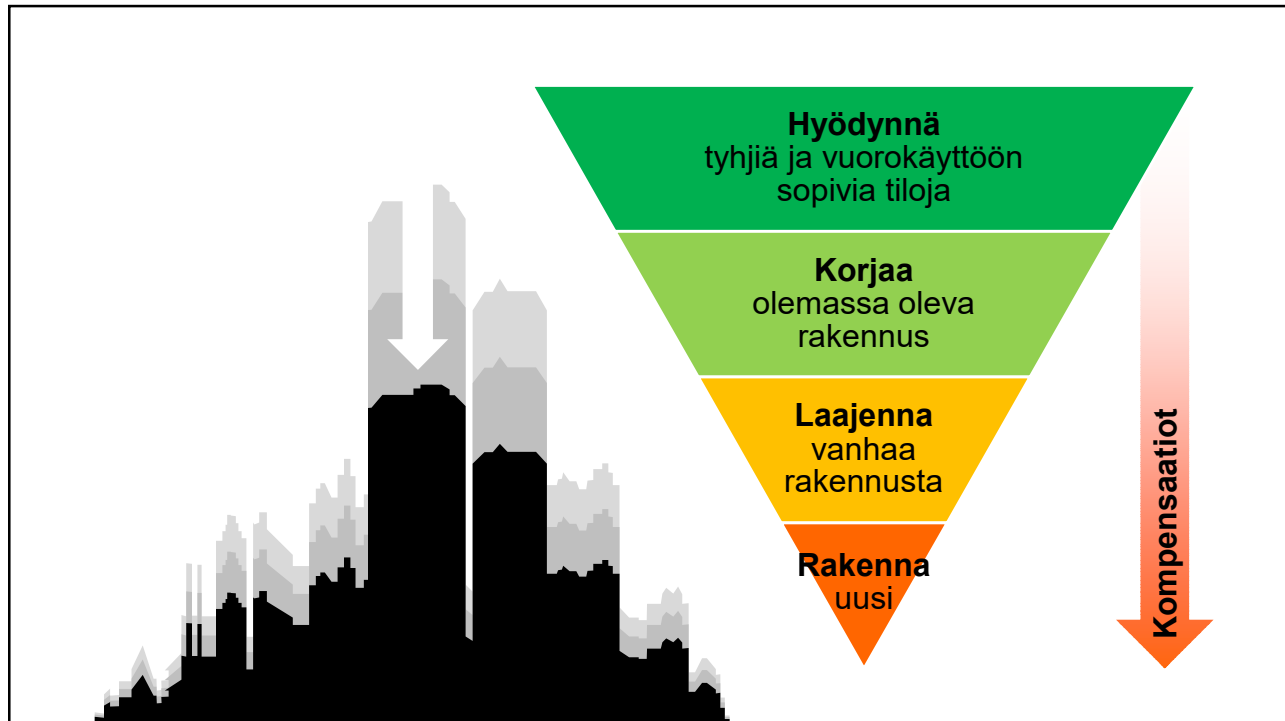 Hyödynnä
tyhjiä ja vuorokäyttöön
sopivia tiloja
Korjaa
olemassa oleva
rakennus
Laajenna
vanhaa
rakennusta
Rakenna
uusi
Kompensaatiot